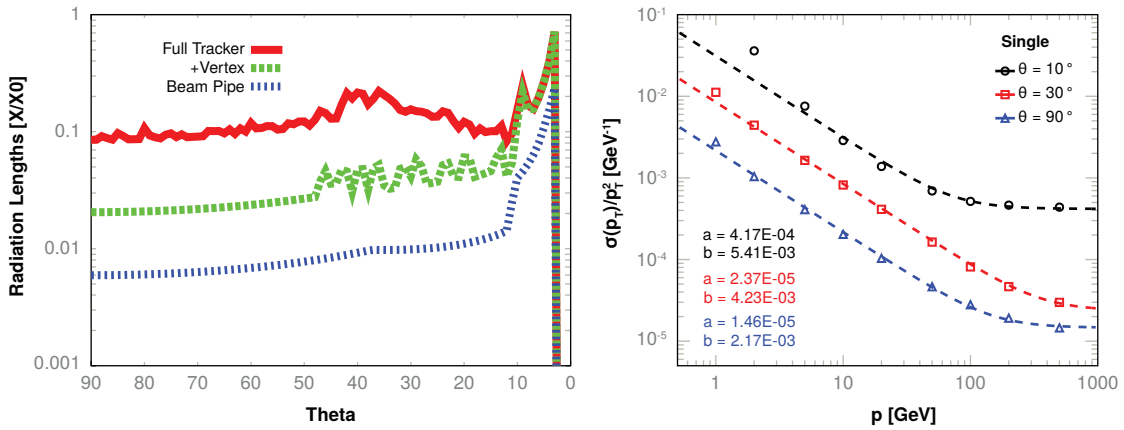 Radiation Lengths [X/X0]
1
0.1
0.01
0.001
Full Tracker
+Vertex
Beam Pipe
90 80 70 60 50 40 30 20 10 0
Theta
σ(p_T)/p_T^2 [GeV^-1]
10^-1
10^-2
10^-3
10^-4
10^-5
Single
θ = 10°
θ = 30°
θ = 90°
a = 4.17E-04
b = 5.41E-03
a = 2.37E-05
b = 4.23E-03
a = 1.46E-05
b = 2.17E-03
1 10 100 1000
p [GeV]